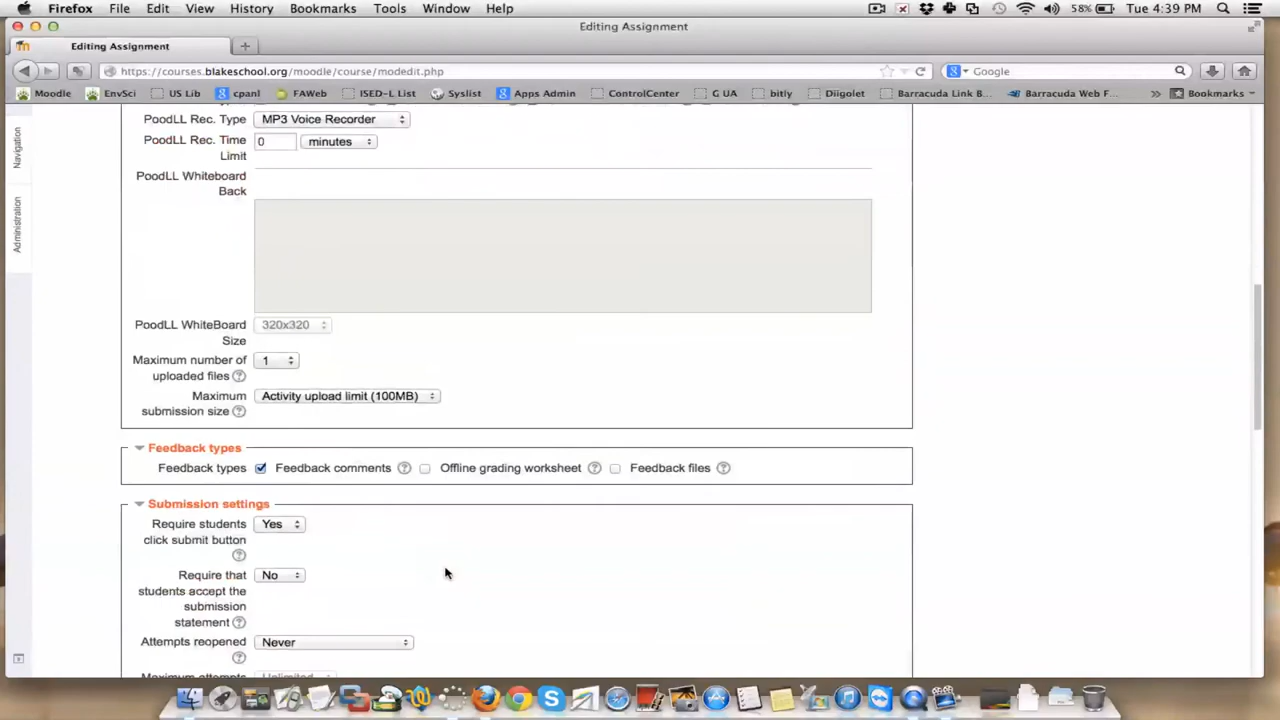 Firefox File Edit View History Bookmarks Tools Window Help 58% Tue 4:39 PM
Editing Assignment
Editing Assignment
https://courses.blakeschool.org/moodle/course/modedit.php Google
Moodle EnvSci US Lib cpanl FAWeb ISED-L List Syslist Apps Admin ControlCenter G UA bitly Diigolet Barracuda Link B... Barracuda Web F... Bookmarks
Navigation
Administration
PoodLL Rec. Type MP3 Voice Recorder
PoodLL Rec. Time 0 minutes
Limit
PoodLL Whiteboard
Back
PoodLL WhiteBoard 320x320
Size
Maximum number of 1
uploaded files
Maximum Activity upload limit (100MB)
submission size
Feedback types
Feedback types Feedback comments Offline grading worksheet Feedback files
Submission settings
Require students Yes
click submit button
Require that No
students accept the
submission
statement
Attempts reopened Never
Maximum attempts Unlimited